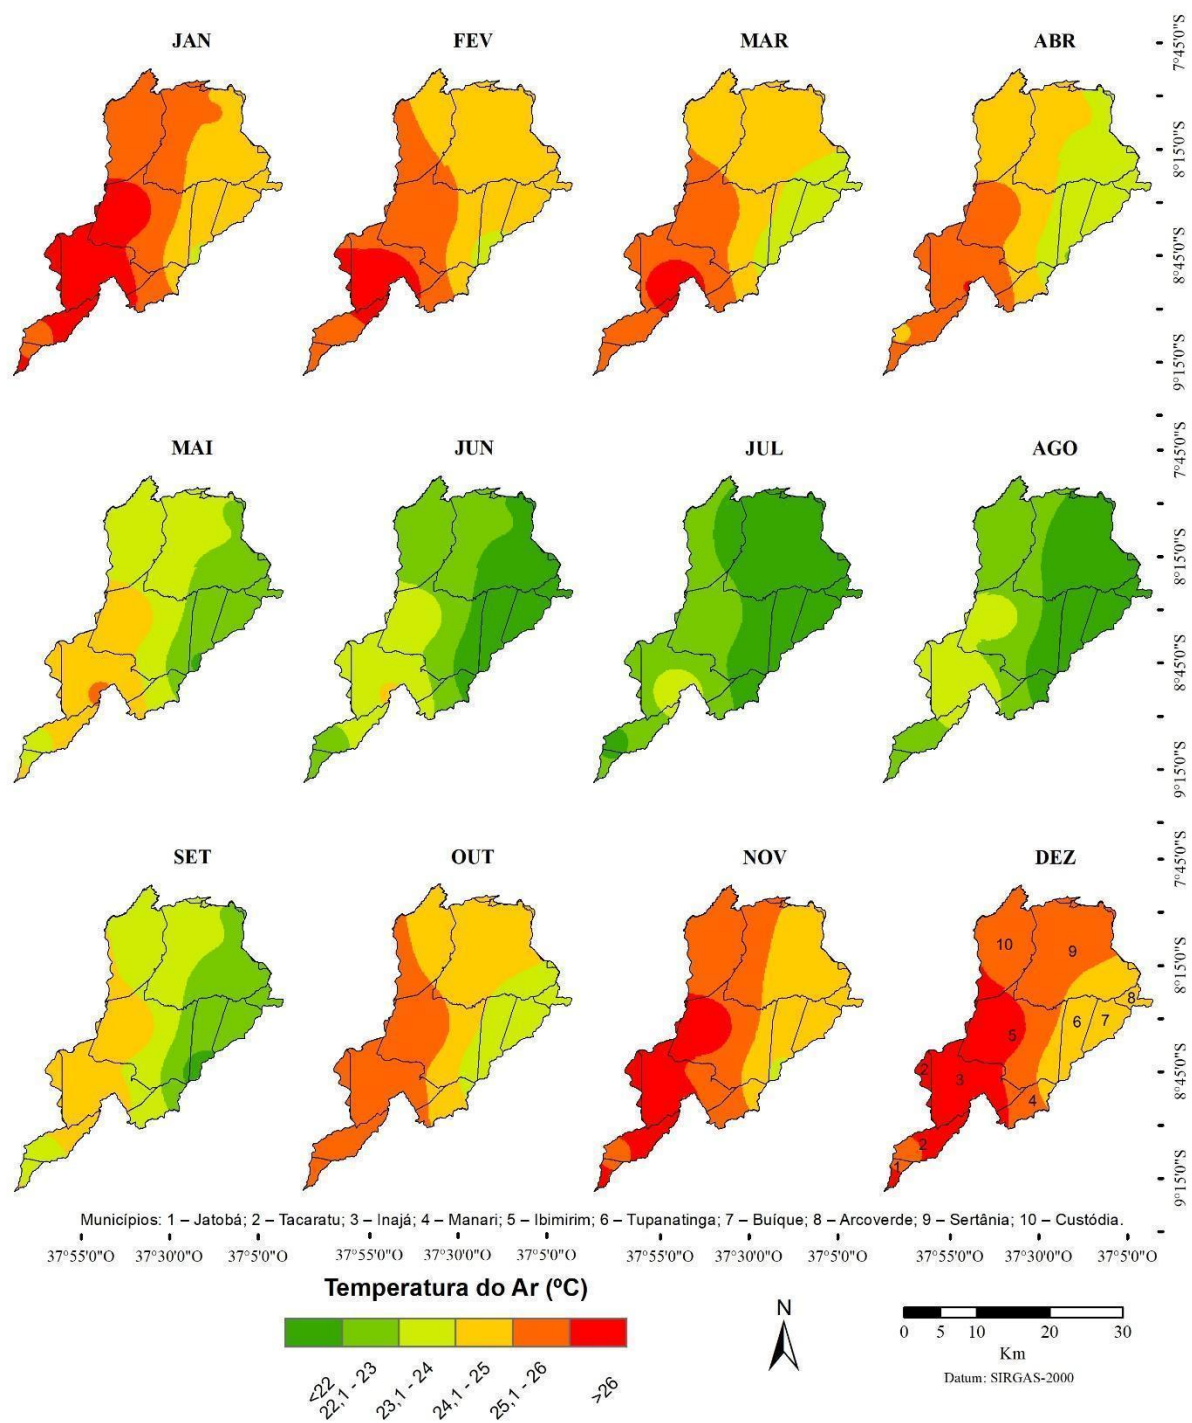 JAN FEV MAR ABR
7°45'0"S
8°15'0"S
8°45'0"S
9°15'0"S
MAI JUN JUL AGO
7°45'0"S
8°15'0"S
8°45'0"S
9°15'0"S
SET OUT NOV DEZ
7°45'0"S
8°15'0"S
8°45'0"S
9°15'0"S
10
9
8
6
7
5
2
3
4
2
1
Municípios: 1 – Jatobá; 2 – Tacaratu; 3 – Inajá; 4 – Manari; 5 – Ibimirim; 6 – Tupanatinga; 7 – Buíque; 8 – Arcoverde; 9 – Sertânia; 10 – Custódia.
37°55'0"O 37°30'0"O 37°5'0"O 37°55'0"O 37°30'0"O 37°5'0"O 37°55'0"O 37°30'0"O 37°5'0"O 37°55'0"O 37°30'0"O 37°5'0"O
Temperatura do Ar (ºC)
<22
22,1 - 23
23,1 - 24
24,1 - 25
25,1 - 26
>26
N
0 5 10 20 30
Km
Datum: SIRGAS-2000